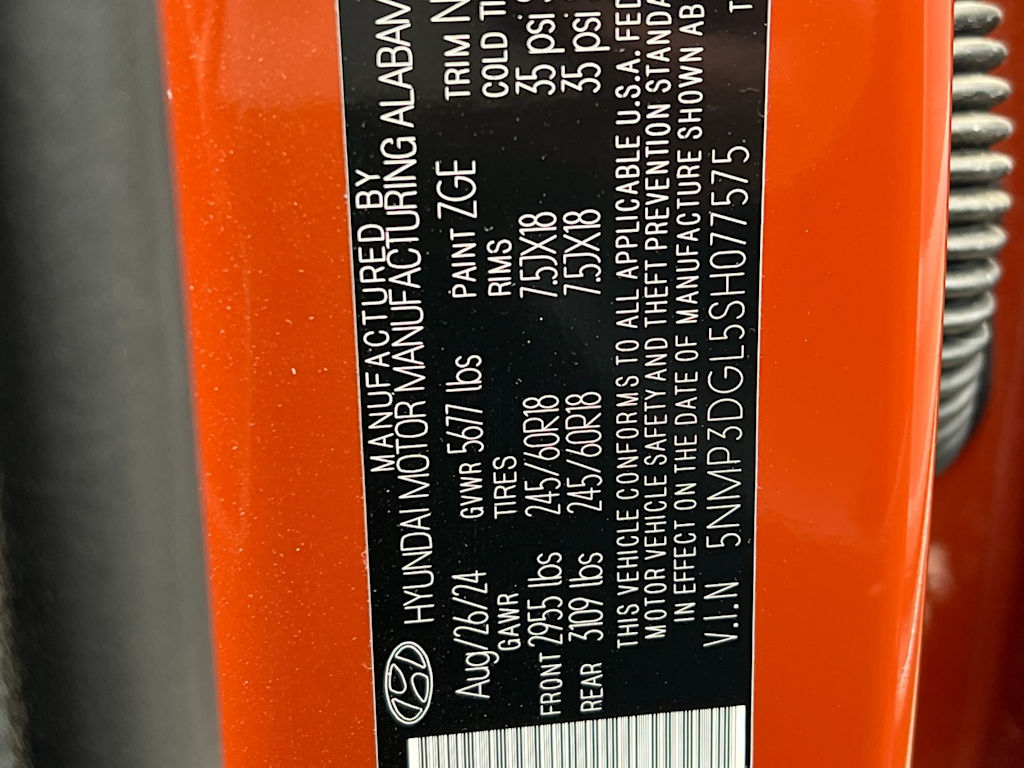 MANUFACTURED BY
HYUNDAI MOTOR MANUFACTURING ALABAM
Aug/26/24 GVWR 5677 lbs PAINT ZGE TRIM N
GAWR TIRES RIMS COLD TI
FRONT 2955 lbs 245/60R18 7.5JX18 35 psi
REAR 3109 lbs 245/60R18 7.5JX18 35 psi
THIS VEHICLE CONFORMS TO ALL APPLICABLE U.S.A. FED
MOTOR VEHICLE SAFETY AND THEFT PREVENTION STANDA
IN EFFECT ON THE DATE OF MANUFACTURE SHOWN AB
V.I.N 5NMP3DGL5SH077575 T